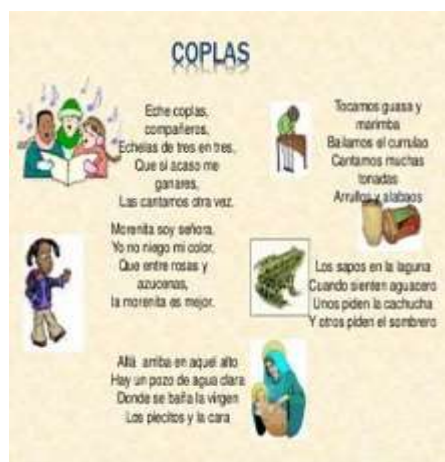 COPLAS
Eche coplas,
compañeros,
Echelas de tres en tres,
Que si acaso me
ganares,
Las cantamos otra vez.
Morenita soy señora,
Yo no niego mi color,
Que entre rosas y
azucenas,
la morenita es mejor.
Allá arriba en aquel alto
Hay un pozo de agua clara
Donde se baña la virgen
Los piecitos y la cara
Tocamos guasa y
marimba
Bailamos el currulao
Cantamos muchas
tonadas
Arrullos y alabaos
Los sapos en la laguna
Cuando sienten aguacero
Unos piden la cachucha
Y otros piden el sombrero